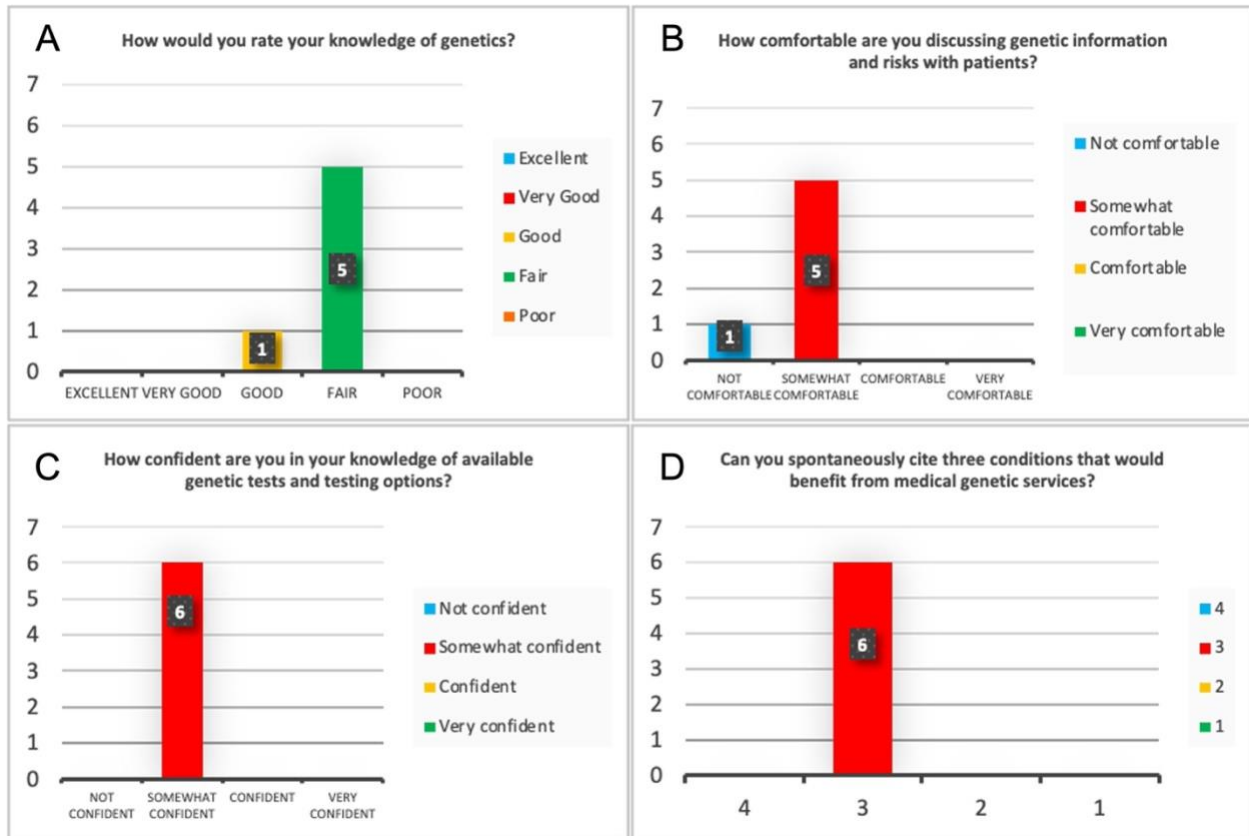 A
How would you rate your knowledge of genetics?
7
6
5
4
3
2
1
0
5
1
EXCELLENT VERY GOOD GOOD FAIR POOR
Excellent
Very Good
Good
Fair
Poor
B
How comfortable are you discussing genetic information
and risks with patients?
7
6
5
4
3
2
1
0
1
5
NOT SOMEWHAT COMFORTABLE VERY
COMFORTABLE COMFORTABLE COMFORTABLE
Not comfortable
Somewhat
comfortable
Comfortable
Very comfortable
C
How confident are you in your knowledge of available
genetic tests and testing options?
7
6
5
4
3
2
1
0
6
NOT SOMEWHAT CONFIDENT VERY
CONFIDENT CONFIDENT CONFIDENT
Not confident
Somewhat confident
Confident
Very confident
D
Can you spontaneously cite three conditions that would
benefit from medical genetic services?
7
6
5
4
3
2
1
0
6
4 3 2 1
4
3
2
1